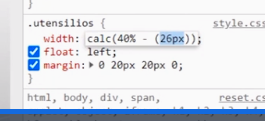 }
.utensilios { style.css
width: calc(40% - (26px));
float: left;
margin: 0 20px 20px 0;
}
html, body, div, span, reset.cs